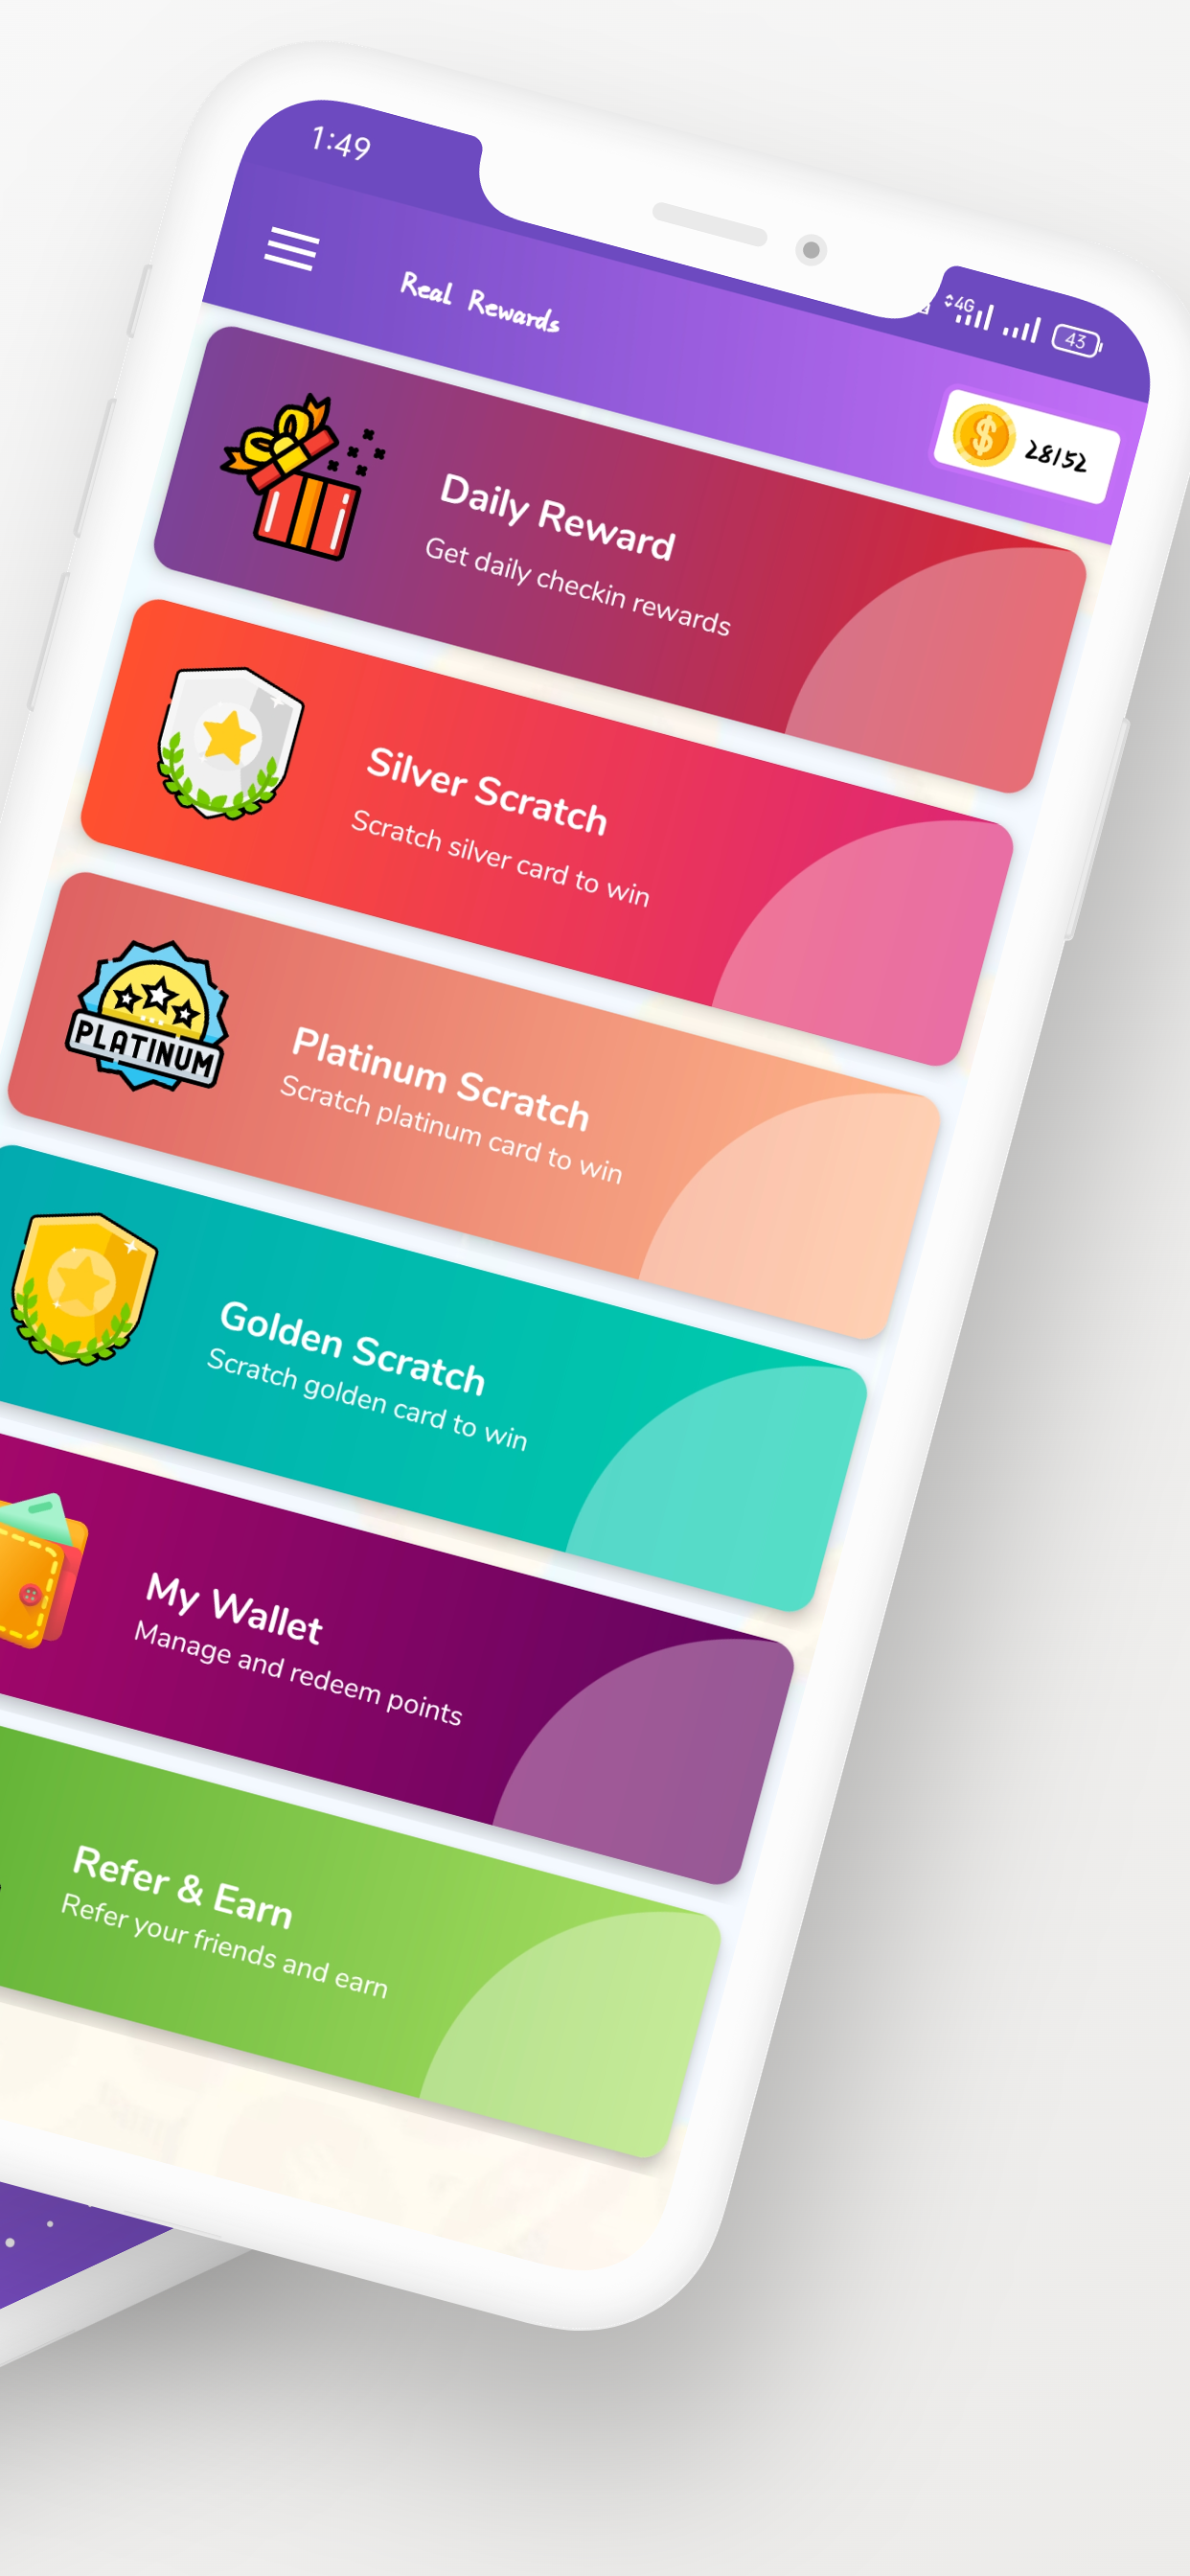 1:49
4G
43
Real Rewards
28152
Daily Reward
Get daily checkin rewards
Silver Scratch
Scratch silver card to win
PLATINUM
Platinum Scratch
Scratch platinum card to win
Golden Scratch
Scratch golden card to win
My Wallet
Manage and redeem points
Refer & Earn
Refer your friends and earn